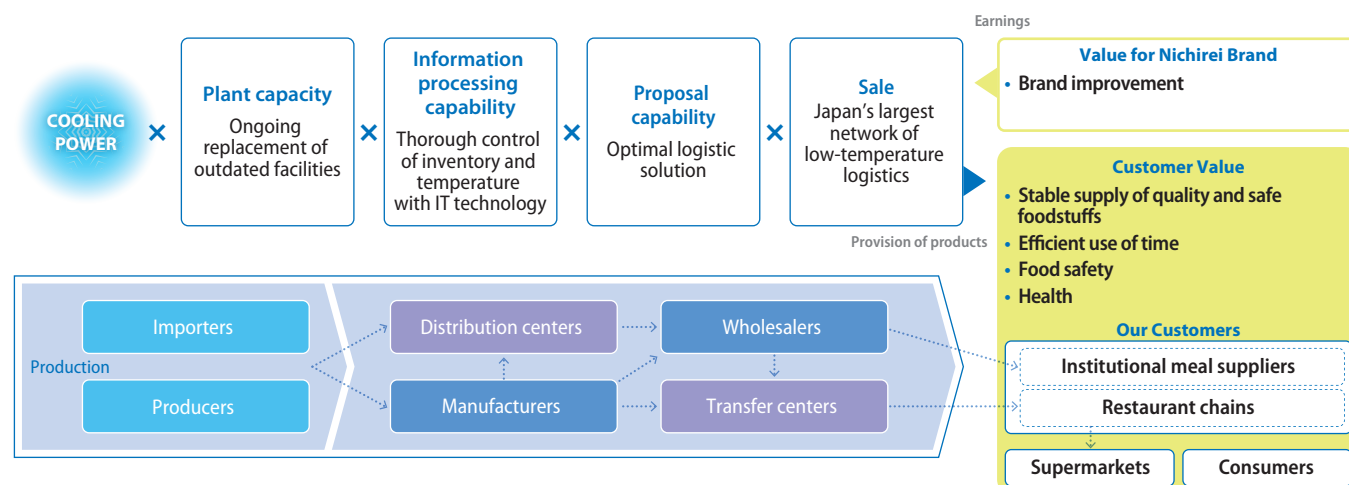 Earnings
COOLING
POWER
×
Plant capacity
Ongoing
replacement of
outdated facilities
×
Information
processing
capability
Thorough control
of inventory and
temperature
with IT technology
×
Proposal
capability
Optimal logistic
solution
×
Sale
Japan's largest
network of
low-temperature
logistics
Value for Nichirei Brand
• Brand improvement
Provision of products
Customer Value
• Stable supply of quality and safe
foodstuffs
• Efficient use of time
• Food safety
• Health
Production
Importers
Producers
Distribution centers
Manufacturers
Wholesalers
Transfer centers
Our Customers
Institutional meal suppliers
Restaurant chains
Supermarkets
Consumers